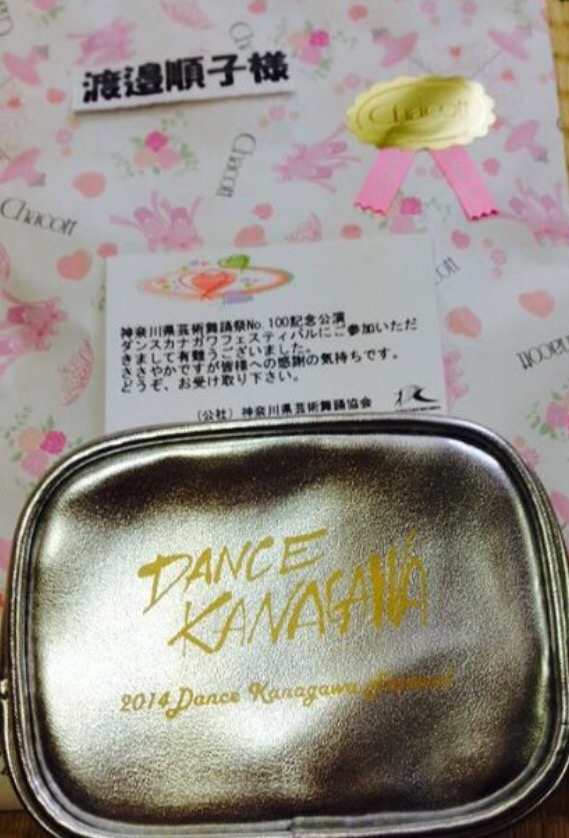 渡邉順子様
Chacott
Chacott
Chacott
Chacott
神奈川県芸術舞踊祭No.100記念公演
ダンスカナガワフェスティバルにご参加いただ
きまして有難うございました。
ささやかですが皆様への感謝の気持ちです。
どうぞ、お受け取り下さい。
(公社)神奈川県芸術舞踊協会
DANCE
KANAGAWA
2014 Dance Kanagawa Festival